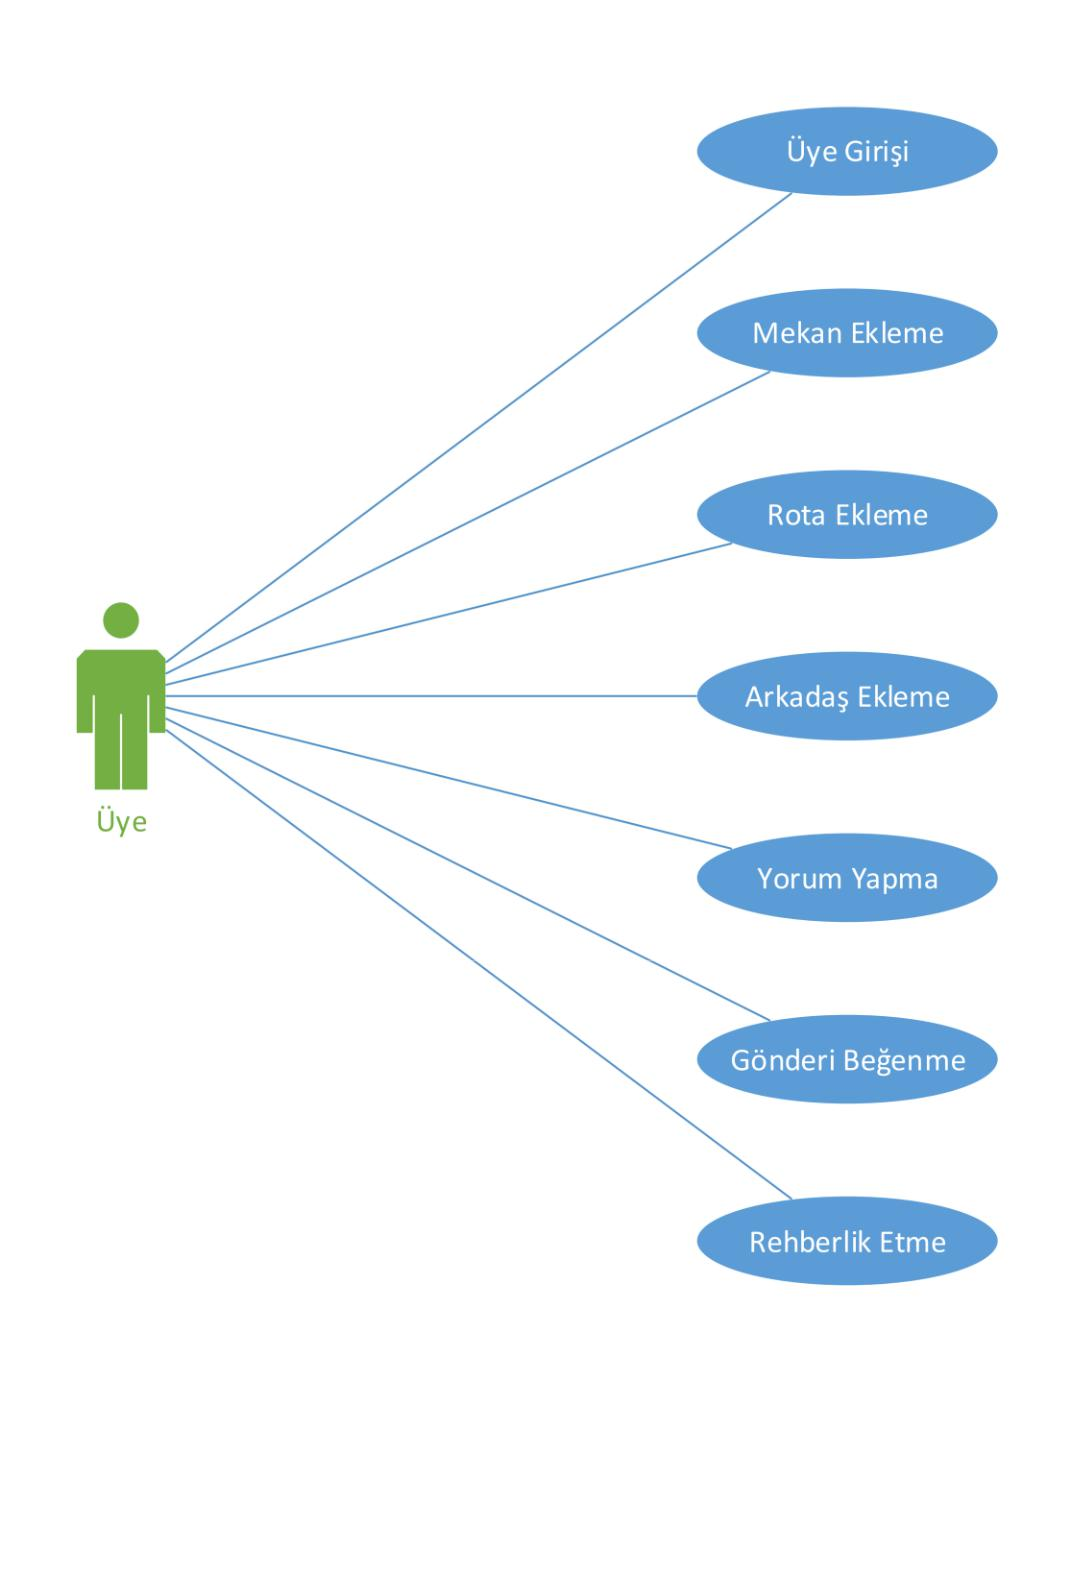 Üye Girişi
Mekan Ekleme
Rota Ekleme
Arkadaş Ekleme
Üye
Yorum Yapma
Gönderi Beğenme
Rehberlik Etme